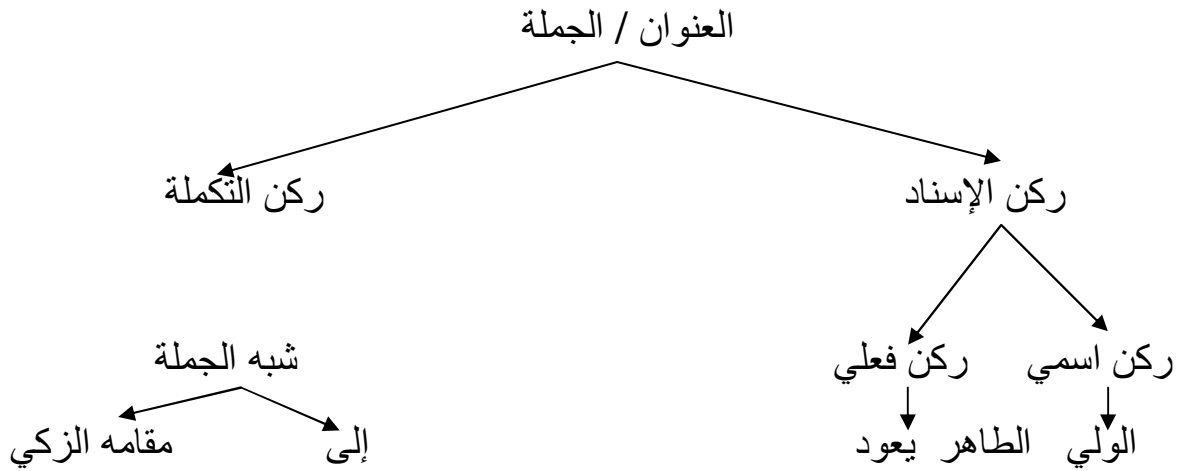 العنوان / الجملة
ركن الإسناد ركن التكملة
ركن اسمي ركن فعلي شبه الجملة
الولي الطاهر يعود إلى مقامه الزكي